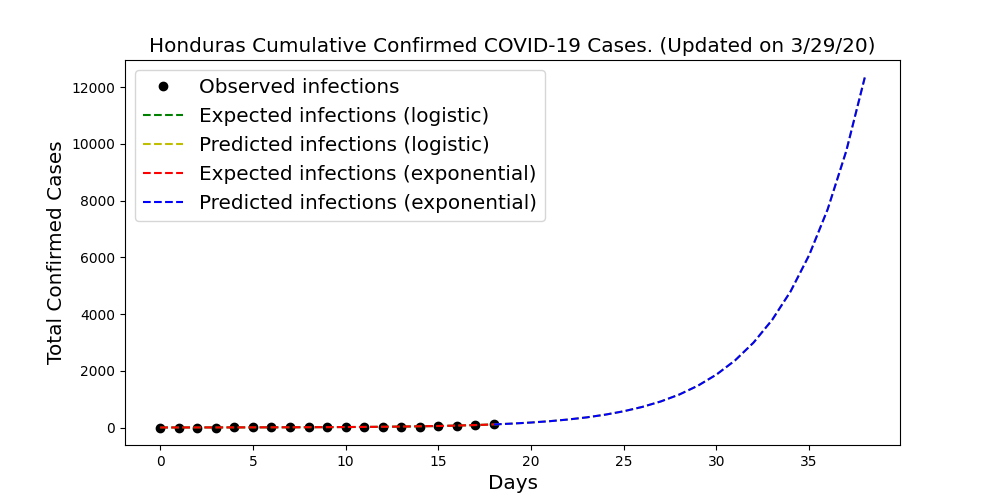 Honduras Cumulative Confirmed COVID-19 Cases. (Updated on 3/29/20)
Observed infections
Expected infections (logistic)
Predicted infections (logistic)
Expected infections (exponential)
Predicted infections (exponential)
Total Confirmed Cases
12000
10000
8000
6000
4000
2000
0
0 5 10 15 20 25 30 35
Days